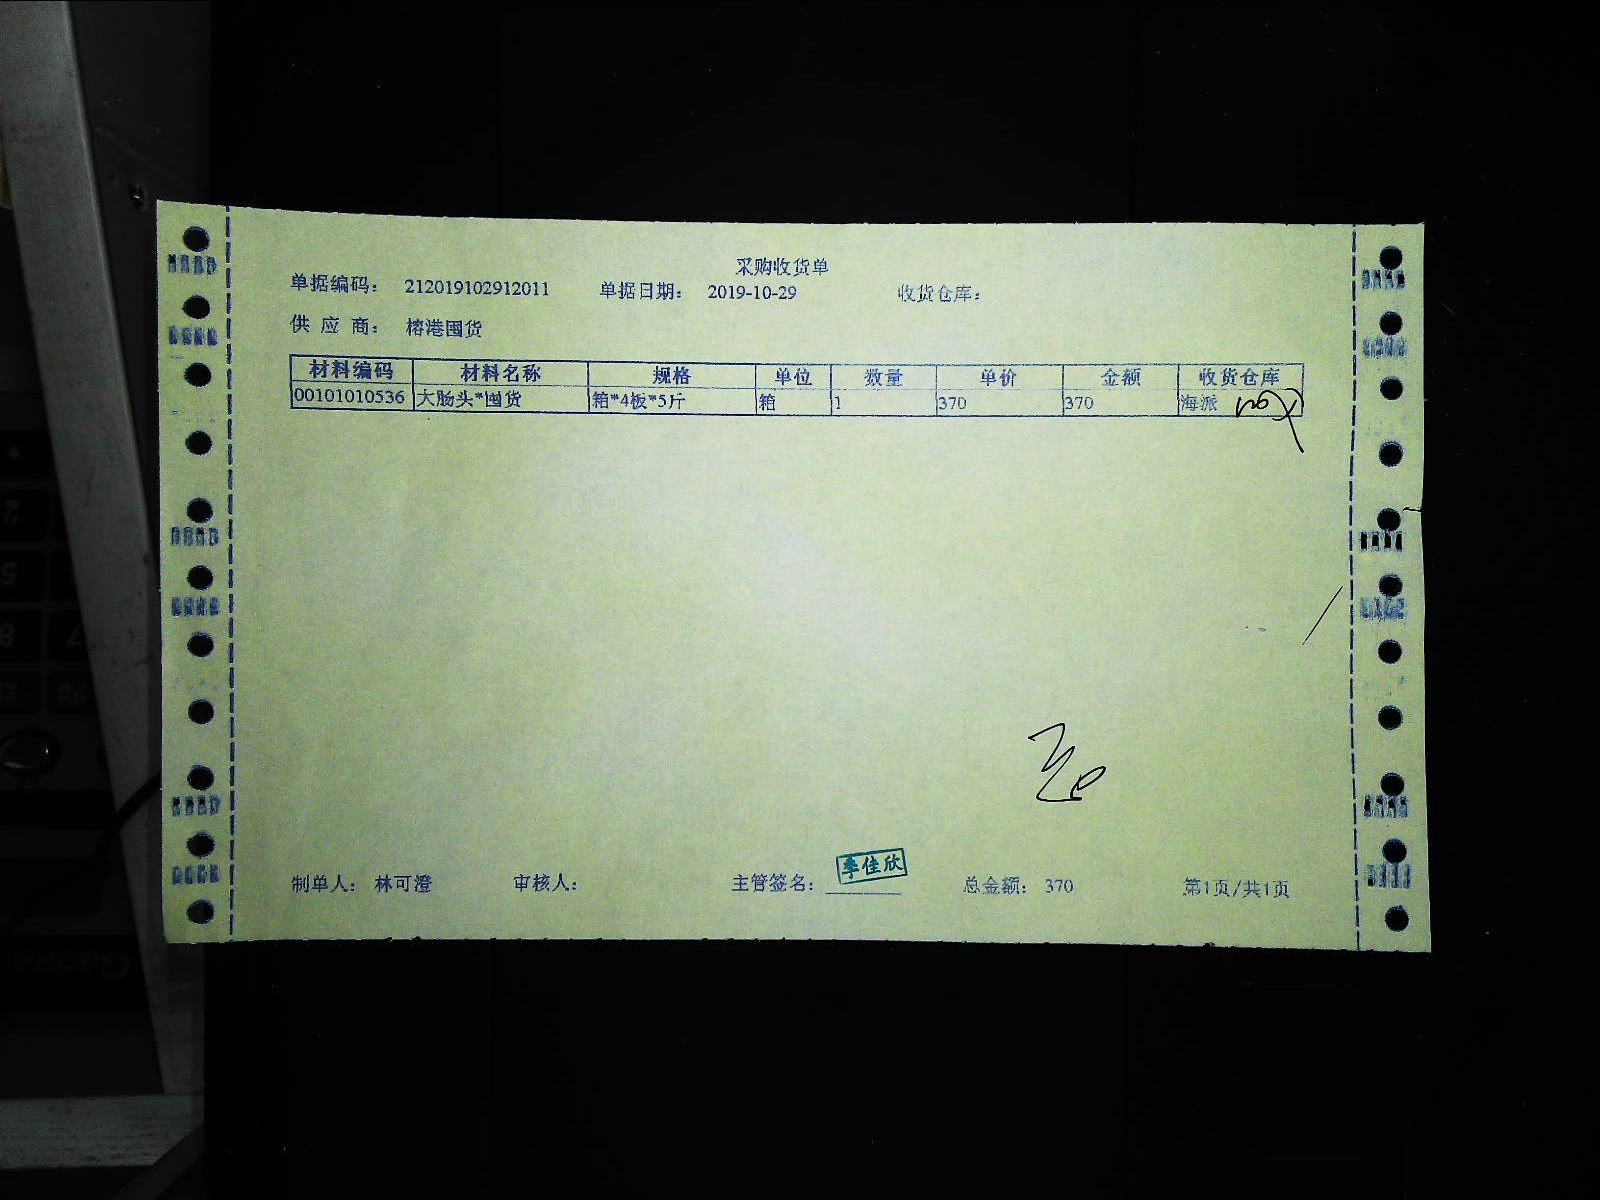 采购收货单
单据编码： 212019102912011 单据日期： 2019-10-29 收货仓库：
供 应 商： 榕港囤货
材料编码 材料名称 规格 单位 数量 单价 金额 收货仓库
00101010536 大肠头*囤货 箱*4板*5斤 箱 1 370 370 海派
制单人： 林可澄 审核人： 主管签名： 季佳欣 总金额： 370 第1页/共1页